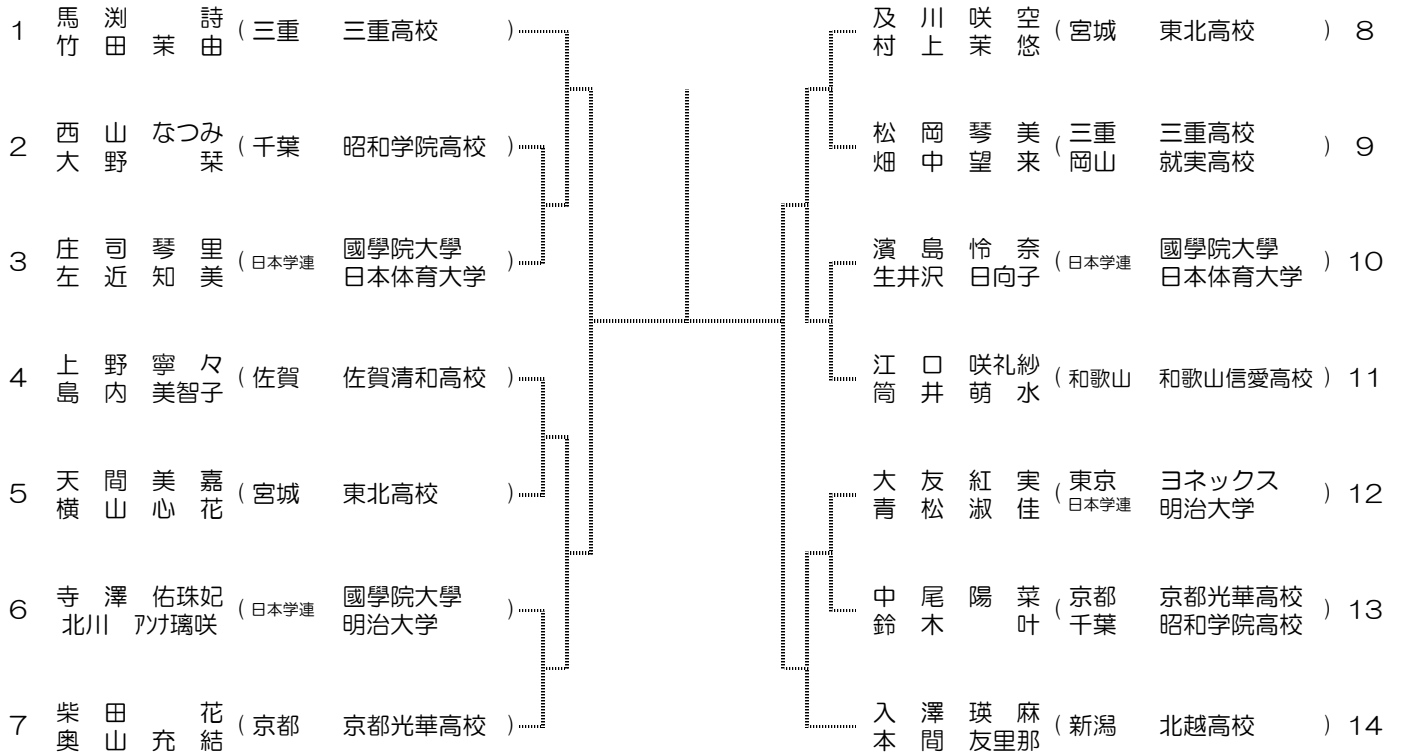 1 馬渕詩 (三重 三重高校)
竹田茉由
2 西山なつみ (千葉 昭和学院高校)
大野栞
3 庄司琴里 (日本学連 國學院大學
左近知美 日本体育大学)
4 上野寧々 (佐賀 佐賀清和高校)
島内美智子
5 天間美嘉 (宮城 東北高校)
横山心花
6 寺澤佑珠妃 (日本学連 國學院大學
北川 アンナ璃咲 明治大学)
7 柴田花 (京都 京都光華高校)
奥山充結
及川咲空 (宮城 東北高校) 8
村上茉悠
松岡琴美 (三重 三重高校
畑中望来 岡山 就実高校) 9
濱島怜奈 (日本学連 國學院大學
生井沢 日向子 日本体育大学) 10
江口咲礼紗 (和歌山 和歌山信愛高校) 11
筒井萌水
大友紅実 (東京 ヨネックス
青松淑佳 日本学連 明治大学) 12
中尾陽菜 (京都 京都光華高校
鈴木叶 千葉 昭和学院高校) 13
入澤瑛麻 (新潟 北越高校) 14
本間友里那